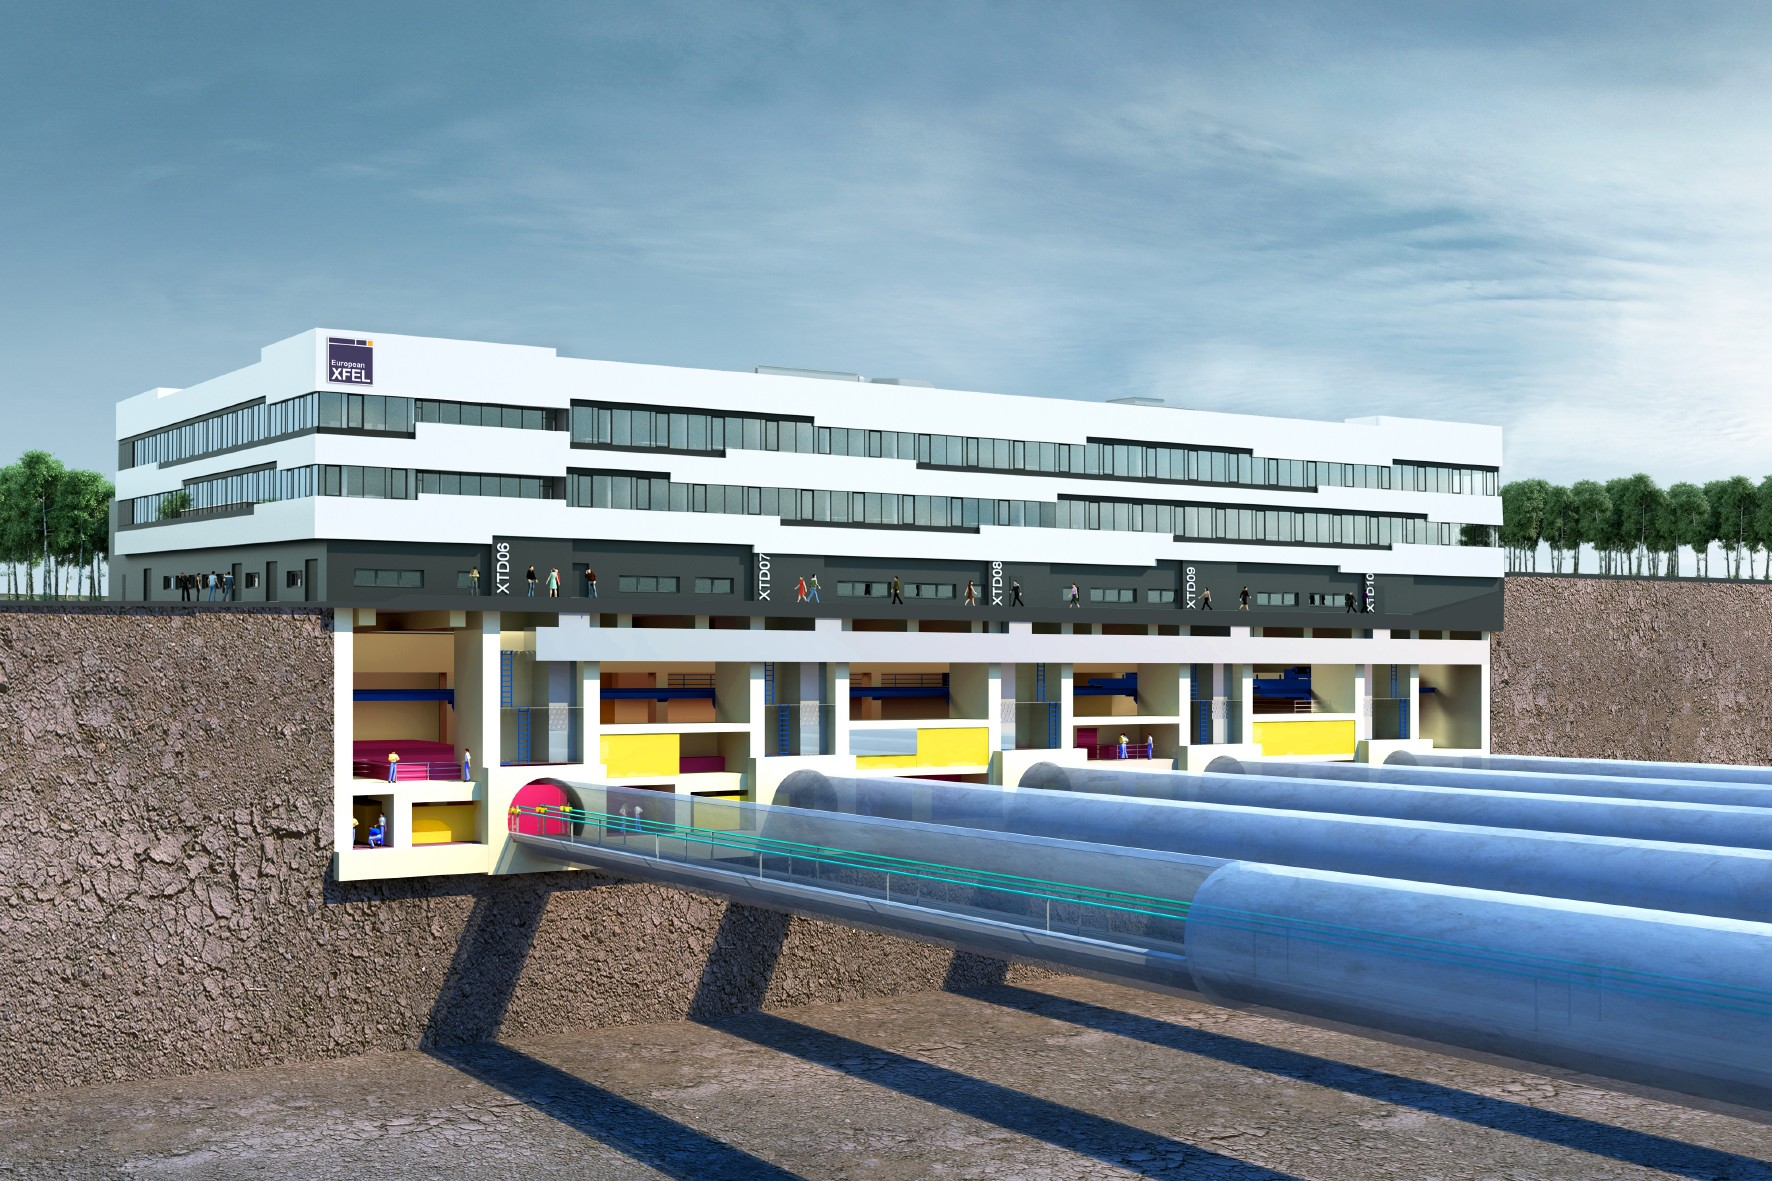 European
XFEL
XTD06
XTD07
XTD08
XTD09
XTD10